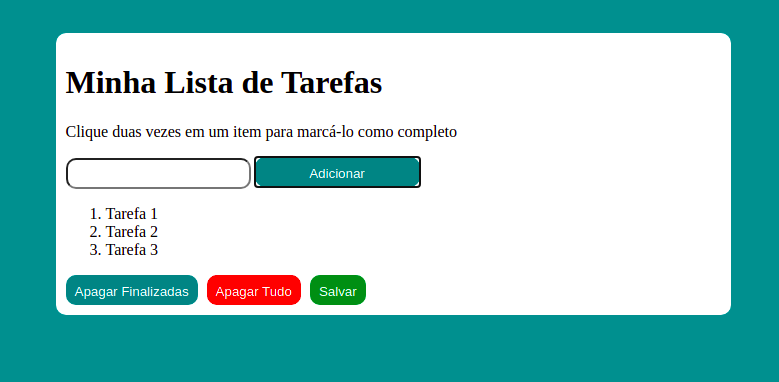 Minha Lista de Tarefas
Clique duas vezes em um item para marcá-lo como completo
Adicionar
1. Tarefa 1
2. Tarefa 2
3. Tarefa 3
Apagar Finalizadas Apagar Tudo Salvar